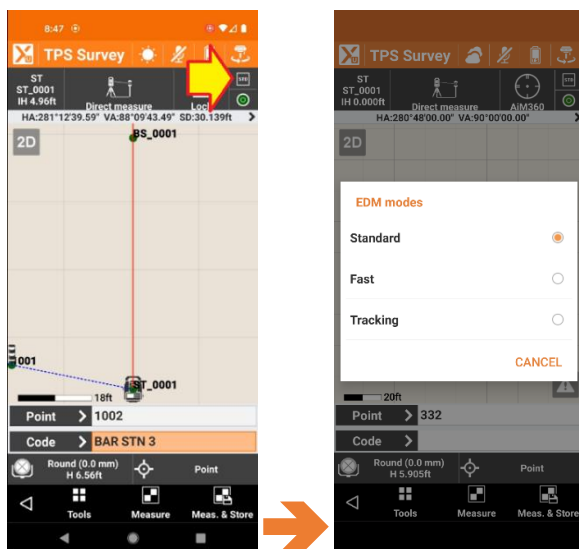 8:47
TPS Survey
ST
ST_0001
IH 4.96ft
Direct measure
Lock
STD
HA:281°12'39.59" VA:88°09'43.49" SD:30.139ft
2D
BS_0001
001
ST_0001
18ft
Point
1002
Code
BAR STN 3
Round (0.0 mm)
H 6.56ft
Point
Tools
Measure
Meas. & Store
TPS Survey
ST
ST_0001
IH 0.000ft
Direct measure
AiM360
STD
HA:280°48'00.00" VA:90°00'00.00"
2D
EDM modes
Standard
Fast
Tracking
CANCEL
20ft
Point
332
Code
Round (0.0 mm)
H 5.905ft
Point
Tools
Measure
Meas. & Store